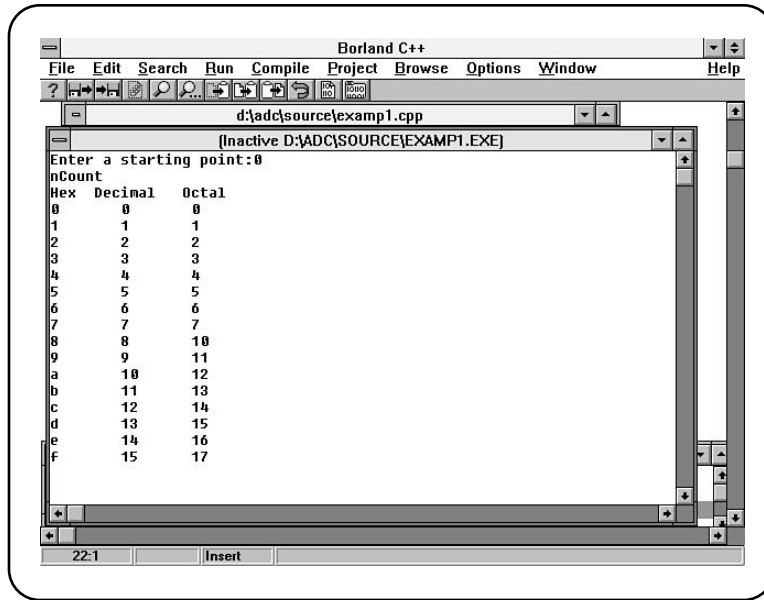 Borland C++
File Edit Search Run Compile Project Browse Options Window Help
d:\adc\source\examp1.cpp
(Inactive D:\ADC\SOURCE\EXAMP1.EXE)
Enter a starting point:0
nCount
Hex Decimal Octal
0 0 0
1 1 1
2 2 2
3 3 3
4 4 4
5 5 5
6 6 6
7 7 7
8 8 10
9 9 11
a 10 12
b 11 13
c 12 14
d 13 15
e 14 16
f 15 17
22:1 Insert